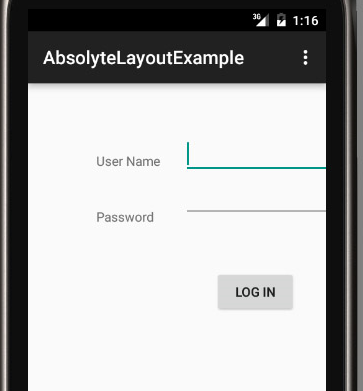 3G 1:16
AbsolyteLayoutExample
User Name
Password
LOG IN